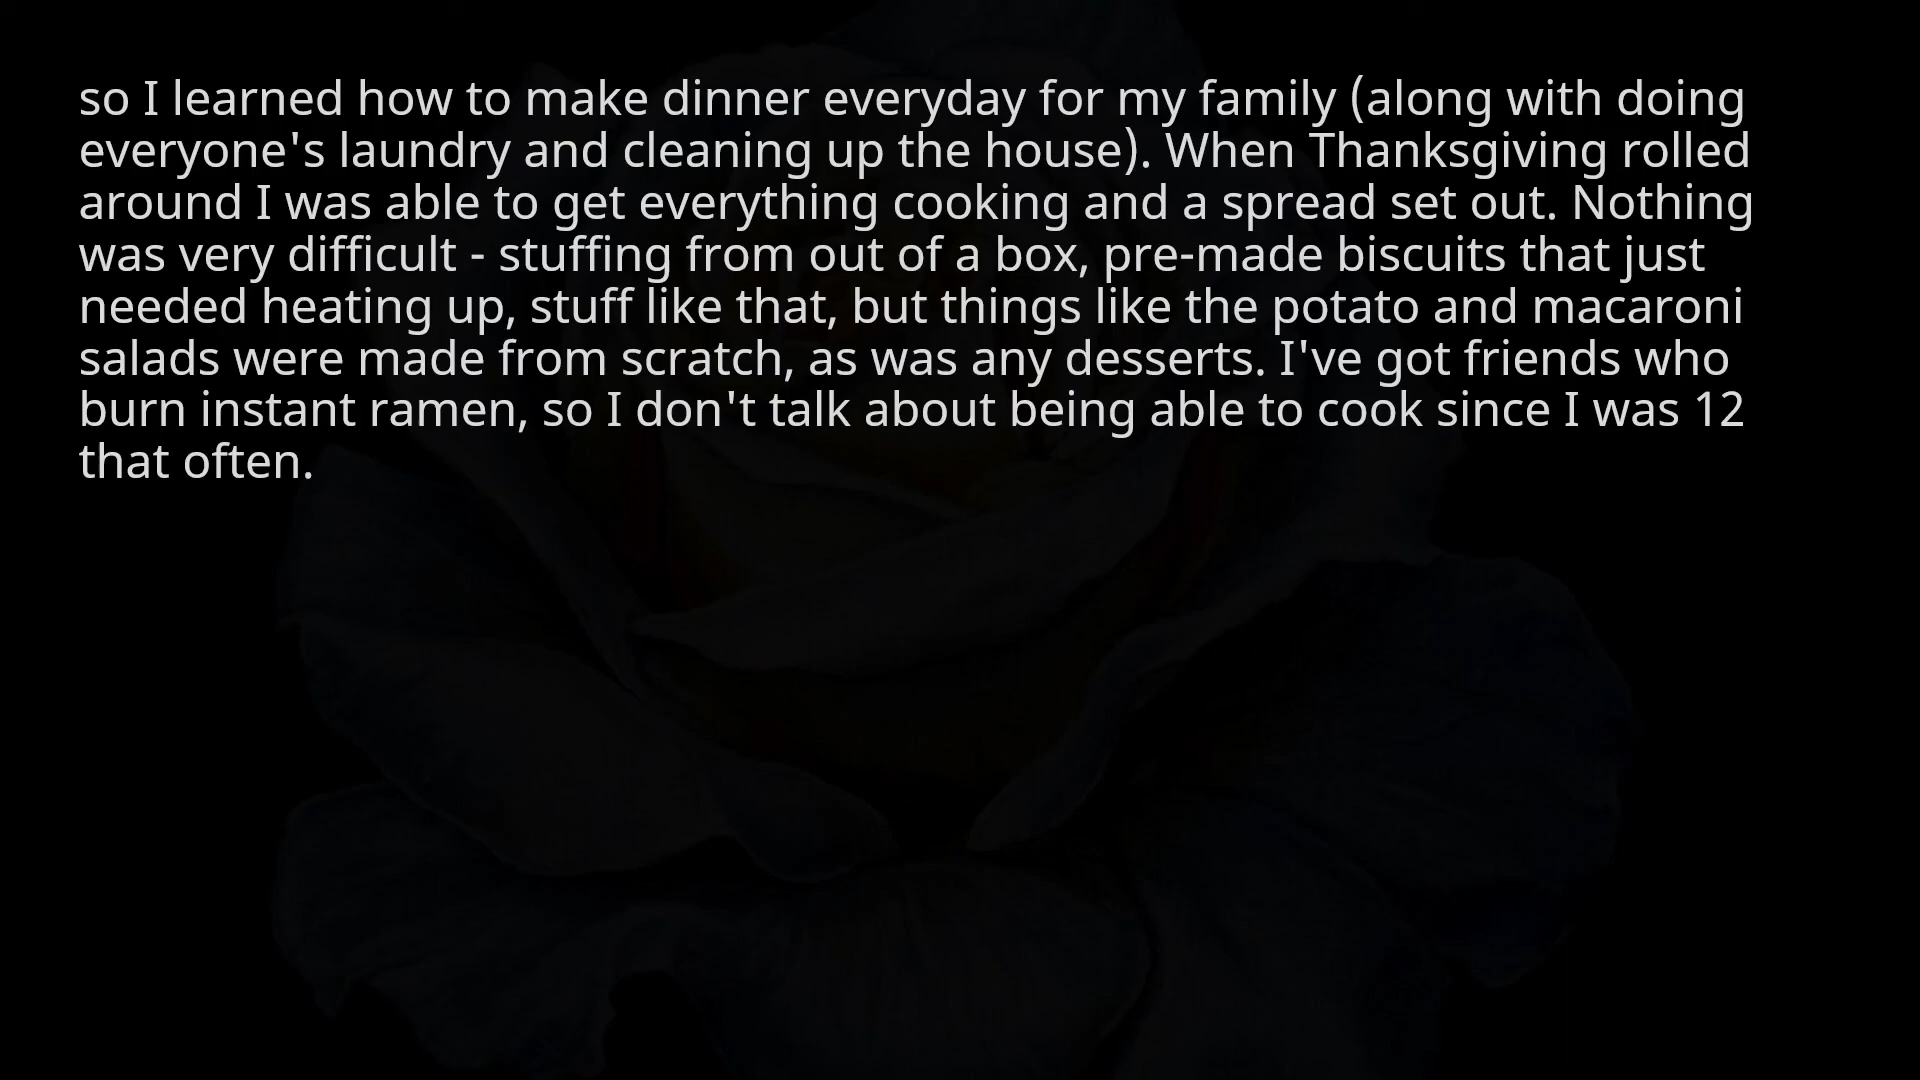 so I learned how to make dinner everyday for my family (along with doing
everyone's laundry and cleaning up the house). When Thanksgiving rolled
around I was able to get everything cooking and a spread set out. Nothing
was very difficult - stuffing from out of a box, pre-made biscuits that just
needed heating up, stuff like that, but things like the potato and macaroni
salads were made from scratch, as was any desserts. I've got friends who
burn instant ramen, so I don't talk about being able to cook since I was 12
that often.